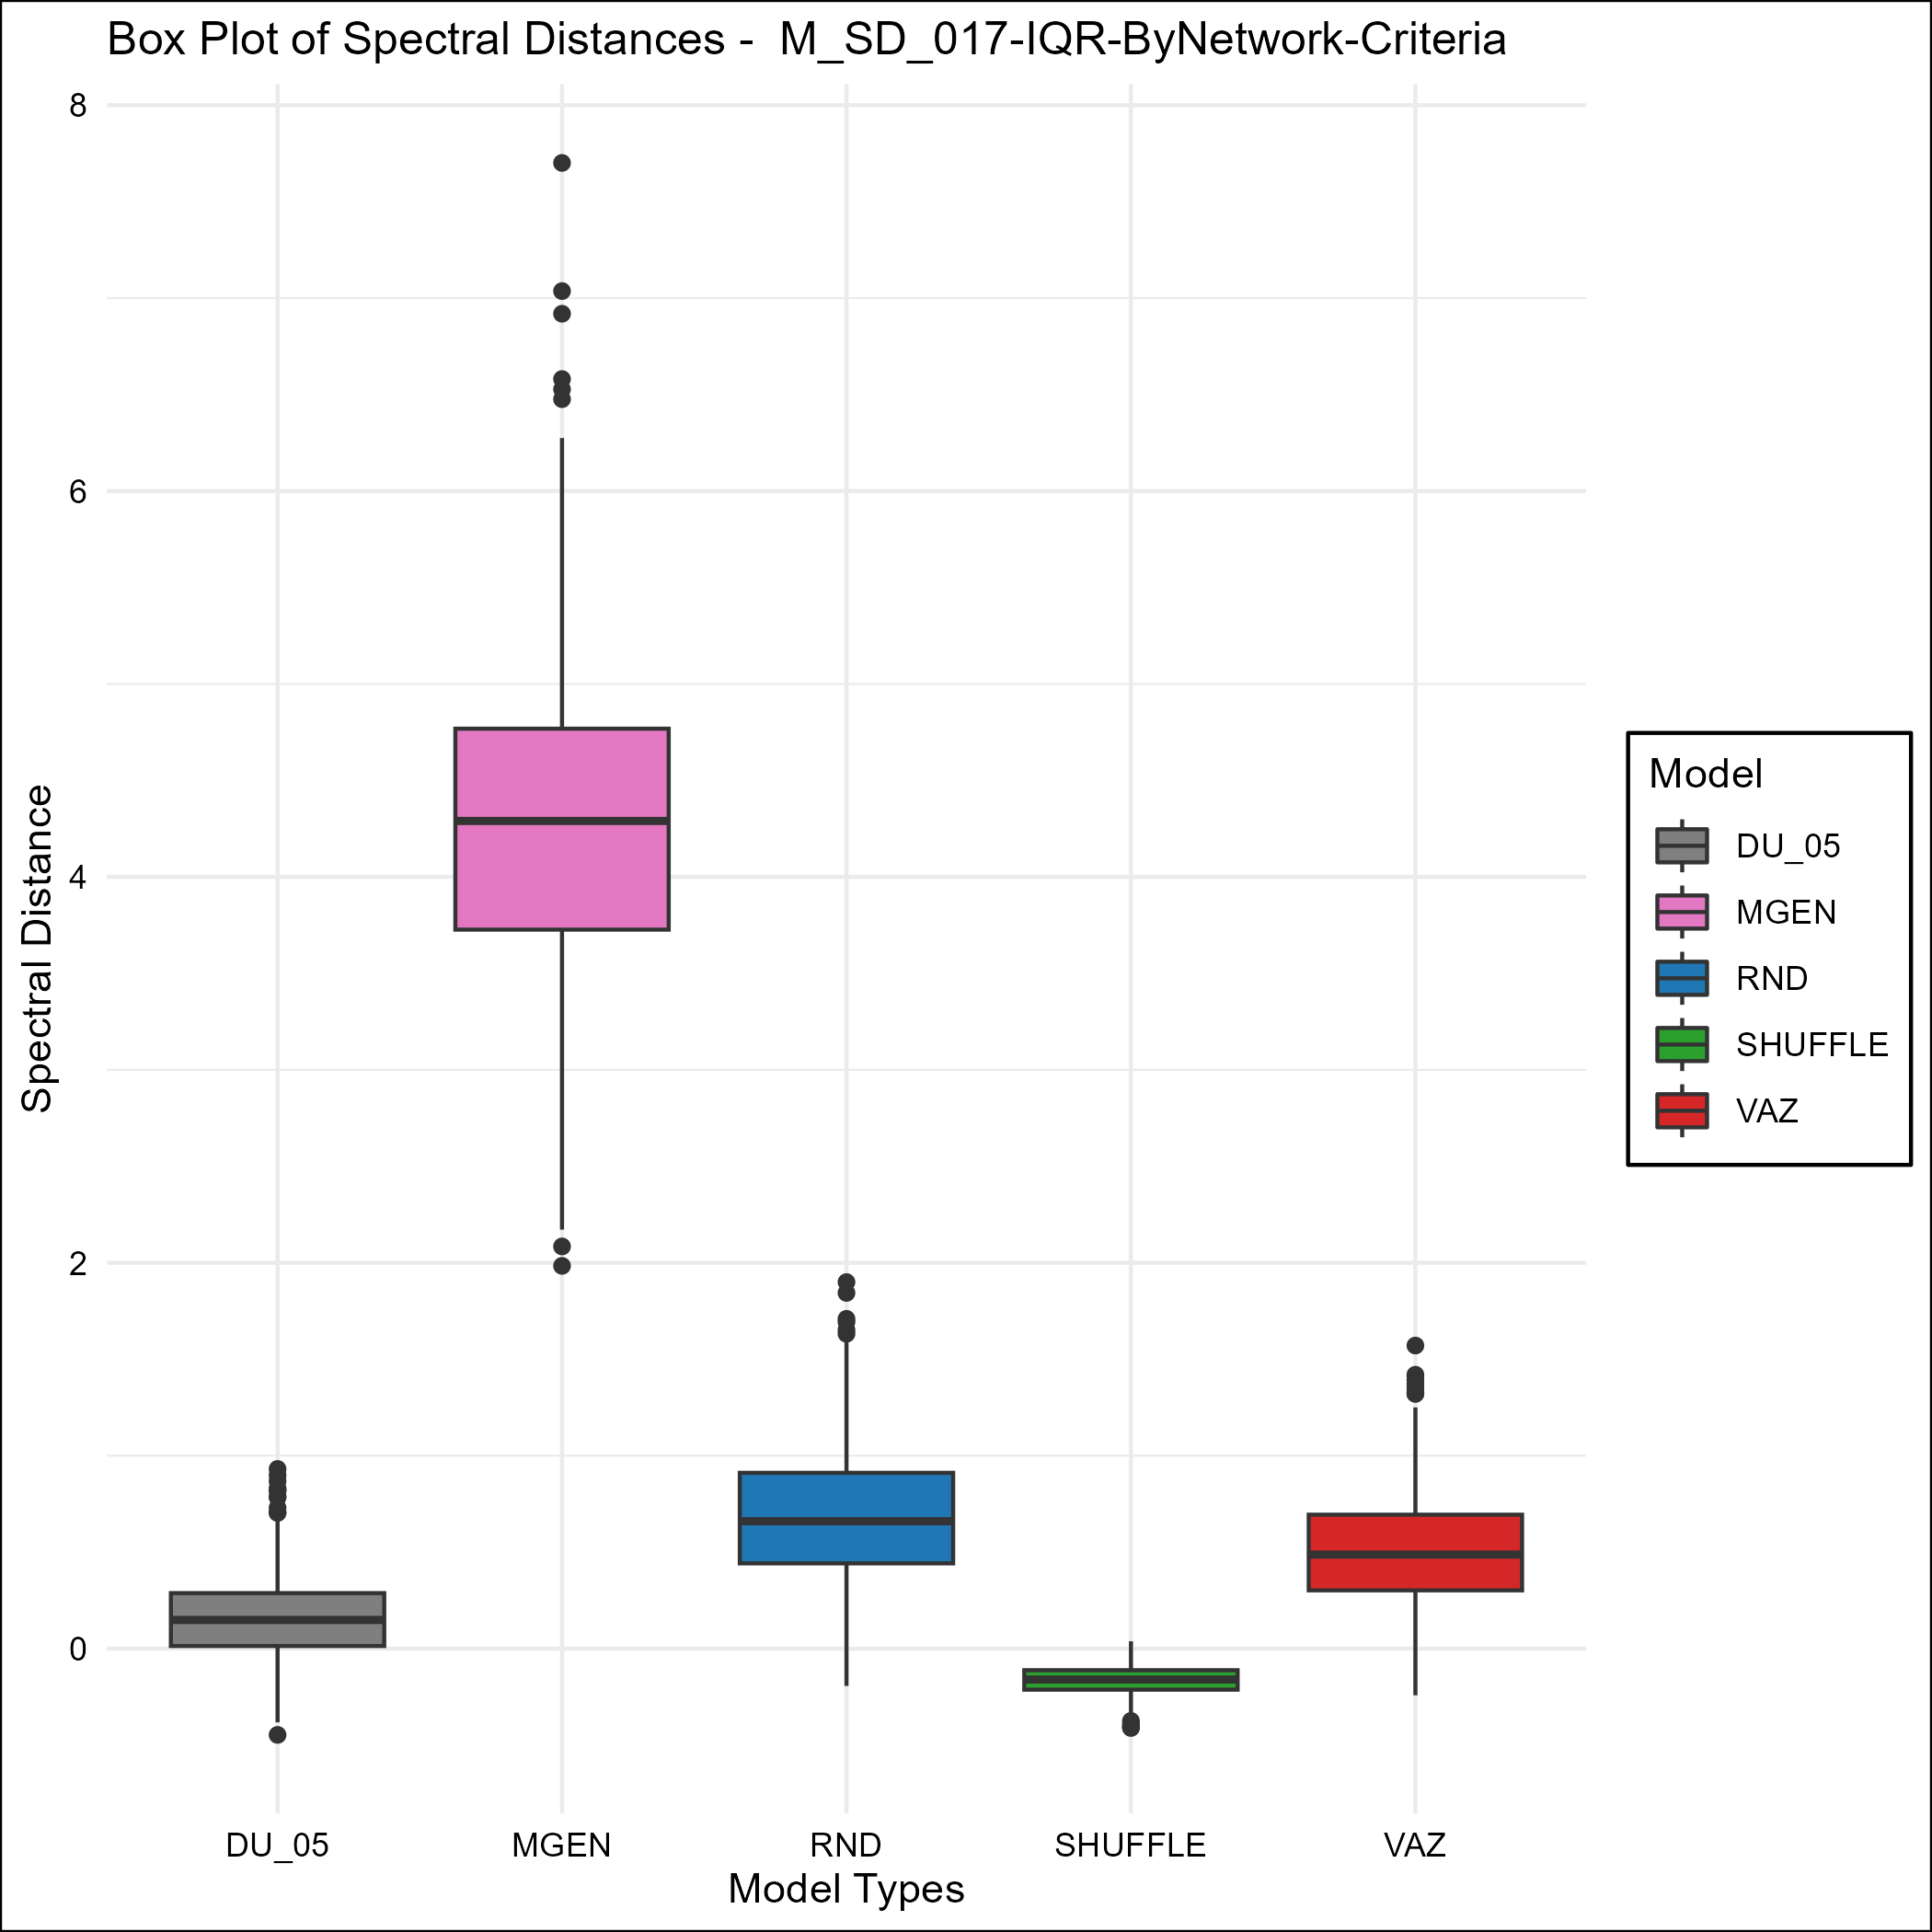 Box Plot of Spectral Distances -  M_SD_017-IQR-ByNetwork-Criteria
8
6
4
2
0
Spectral Distance
DU_05
MGEN
RND
SHUFFLE
VAZ
Model Types
Model
DU_05
MGEN
RND
SHUFFLE
VAZ